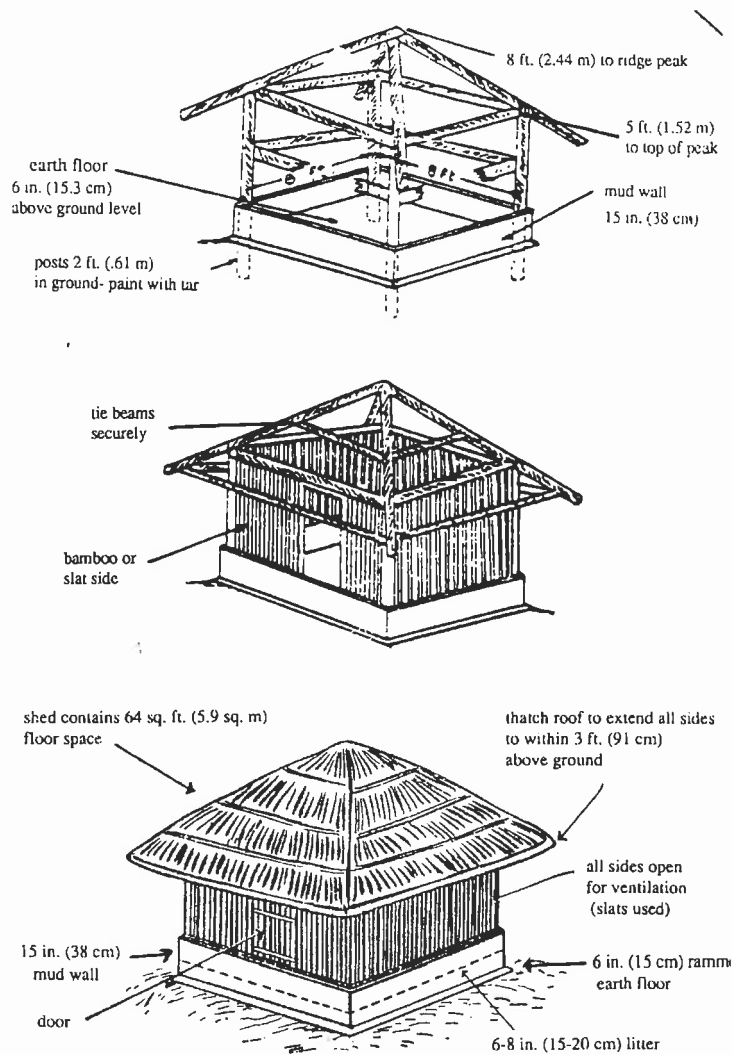 8 ft. (2.44 m) to ridge peak
5 ft. (1.52 m)
to top of peak
earth floor
6 in. (15.3 cm)
above ground level
8 ft
mud wall
15 in. (38 cm)
posts 2 ft. (.61 m)
in ground- paint with tar
tie beams
securely
bamboo or
slat side
shed contains 64 sq. ft. (5.9 sq. m)
floor space
thatch roof to extend all sides
to within 3 ft. (91 cm)
above ground
all sides open
for ventilation
(slats used)
15 in. (38 cm)
mud wall
6 in. (15 cm) ramm
earth floor
door
6-8 in. (15-20 cm) litter